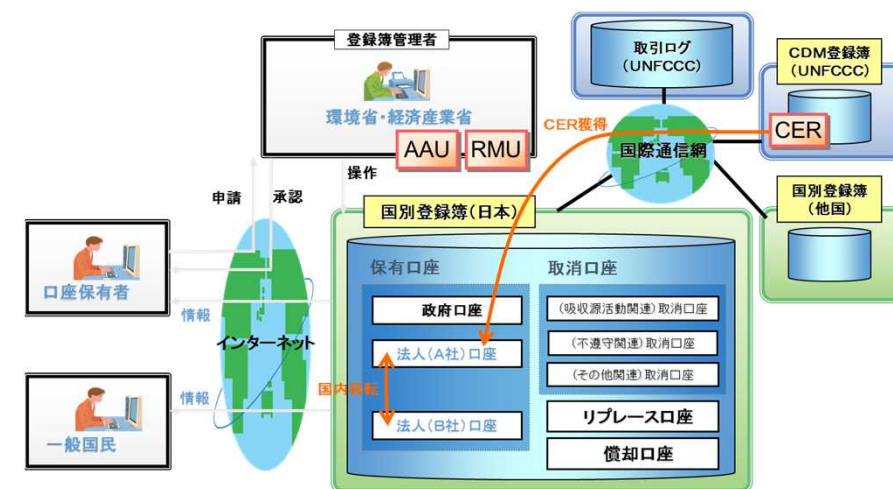 登録簿管理者
環境省・経済産業省
AAU
RMU
取引ログ
(UNFCCC)
CDM登録簿
(UNFCCC)
CER
CER獲得
国際通信網
国別登録簿
(他国)
申請
承認
操作
国別登録簿(日本)
口座保有者
情報
インターネット
一般国民
情報
保有口座
政府口座
法人(A社)口座
国内移転
法人(B社)口座
取消口座
(吸収源活動関連)取消口座
(不遵守関連)取消口座
(その他関連)取消口座
リプレース口座
償却口座